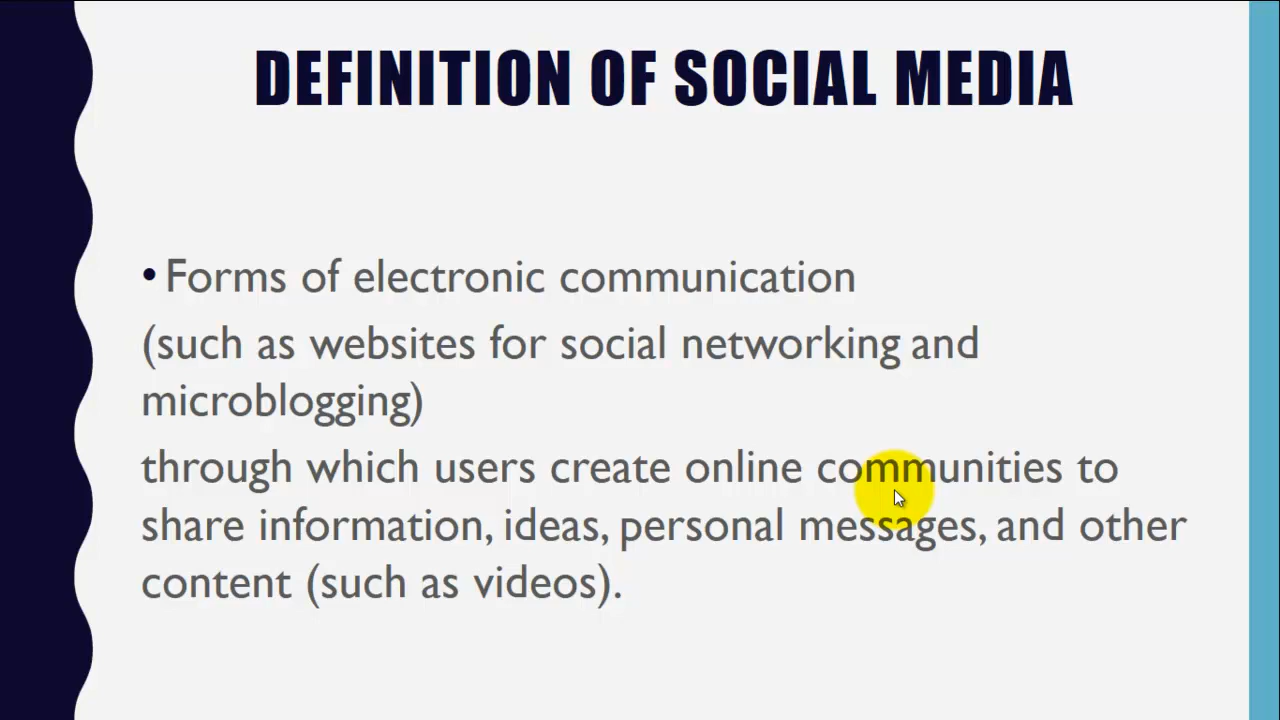 DEFINITION OF SOCIAL MEDIA
• Forms of electronic communication
(such as websites for social networking and
microblogging)
through which users create online communities to
share information, ideas, personal messages, and other
content (such as videos).